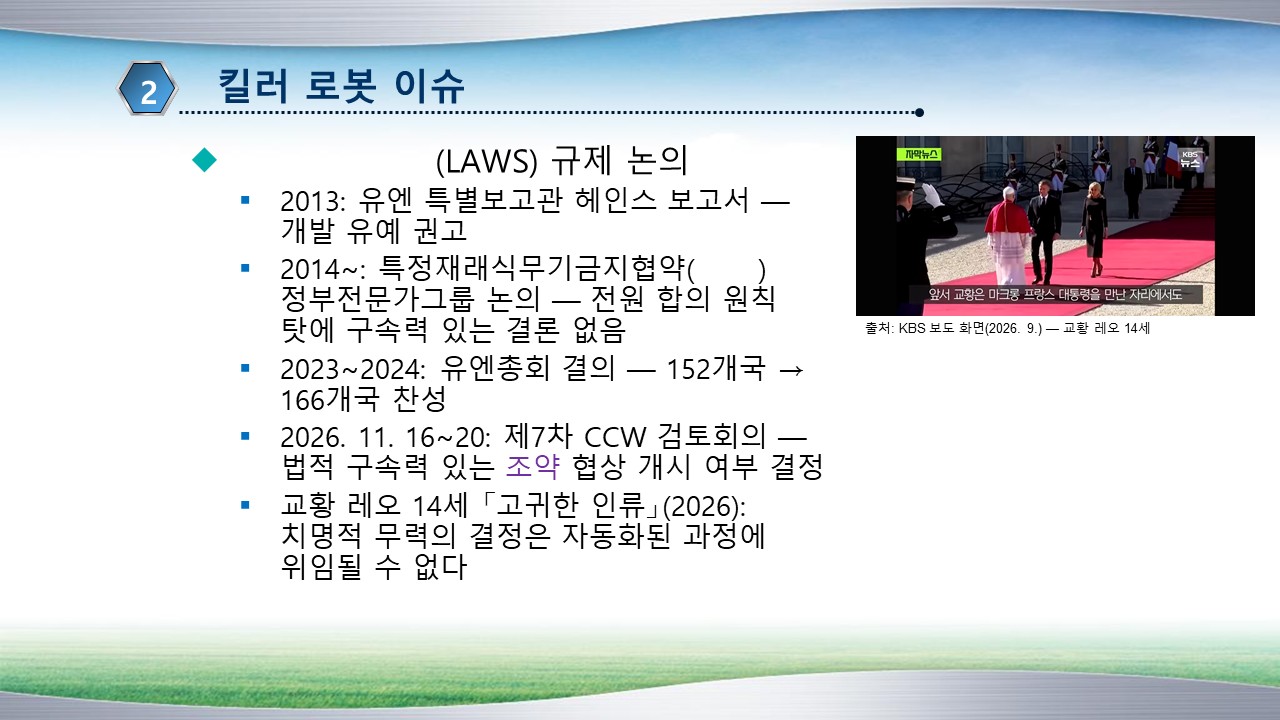 2
킬러 로봇 이슈
(LAWS) 규제 논의
2013: 유엔 특별보고관 헤인스 보고서 —
개발 유예 권고
2014~: 특정재래식무기금지협약( )
정부전문가그룹 논의 — 전원 합의 원칙
탓에 구속력 있는 결론 없음
2023~2024: 유엔총회 결의 — 152개국 →
166개국 찬성
2026. 11. 16~20: 제7차 CCW 검토회의 —
법적 구속력 있는 조약 협상 개시 여부 결정
교황 레오 14세 「고귀한 인류」(2026):
치명적 무력의 결정은 자동화된 과정에
위임될 수 없다
자막뉴스
KBS
뉴스
앞서 교황은 마크롱 프랑스 대통령을 만난 자리에서도
출처: KBS 보도 화면(2026. 9.) — 교황 레오 14세